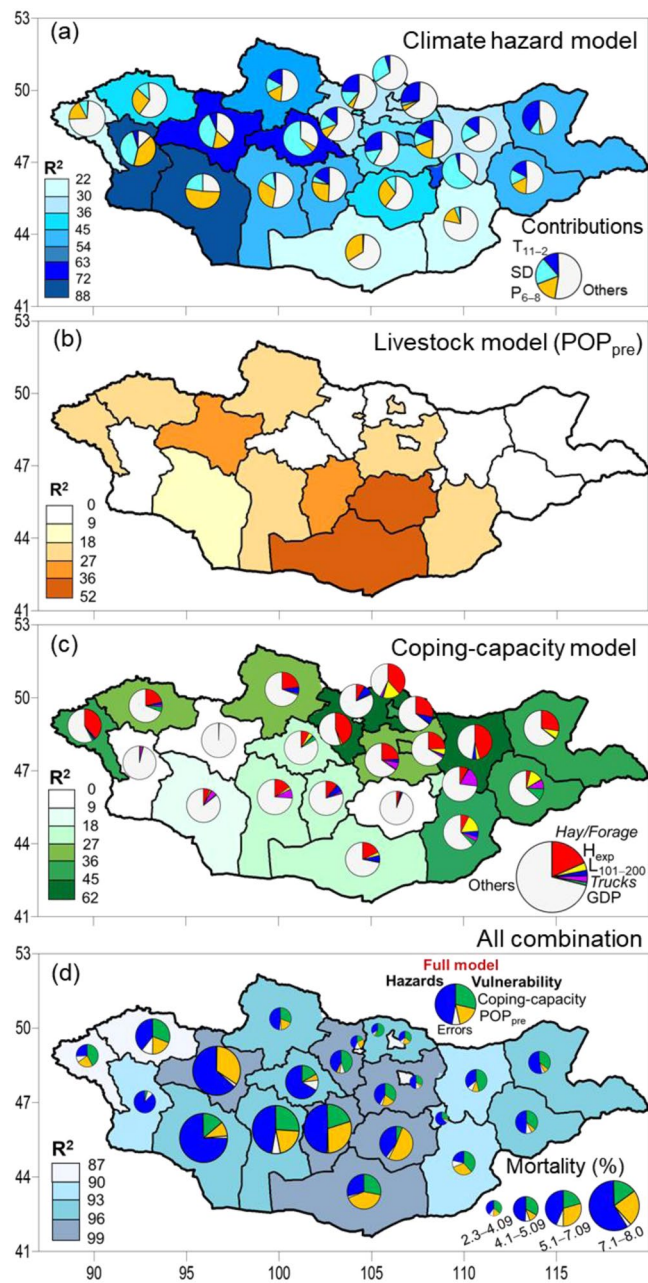 53
(a)
Climate hazard model
50
47
R²
22
30
36
45
54
63
72
88
44
41
Contributions
T₁₁₋₂
SD
P₆₋₈
Others
(b)
Livestock model (POPpre)
50
47
R²
0
9
18
27
36
52
44
41
(c)
Coping-capacity model
50
47
R²
0
9
18
27
36
45
62
44
41
Hay/Forage
Hexp
L₁₀₁₋₂₀₀
Trucks
GDP
Others
All combination
53
(d)
Full model
Hazards
Vulnerability
Coping-capacity
POPpre
Errors
50
47
R²
87
90
93
96
99
44
41
Mortality (%)
2.3–4.09
4.1–5.09
5.1–7.09
7.1–8.0
90
95
100
105
110
115